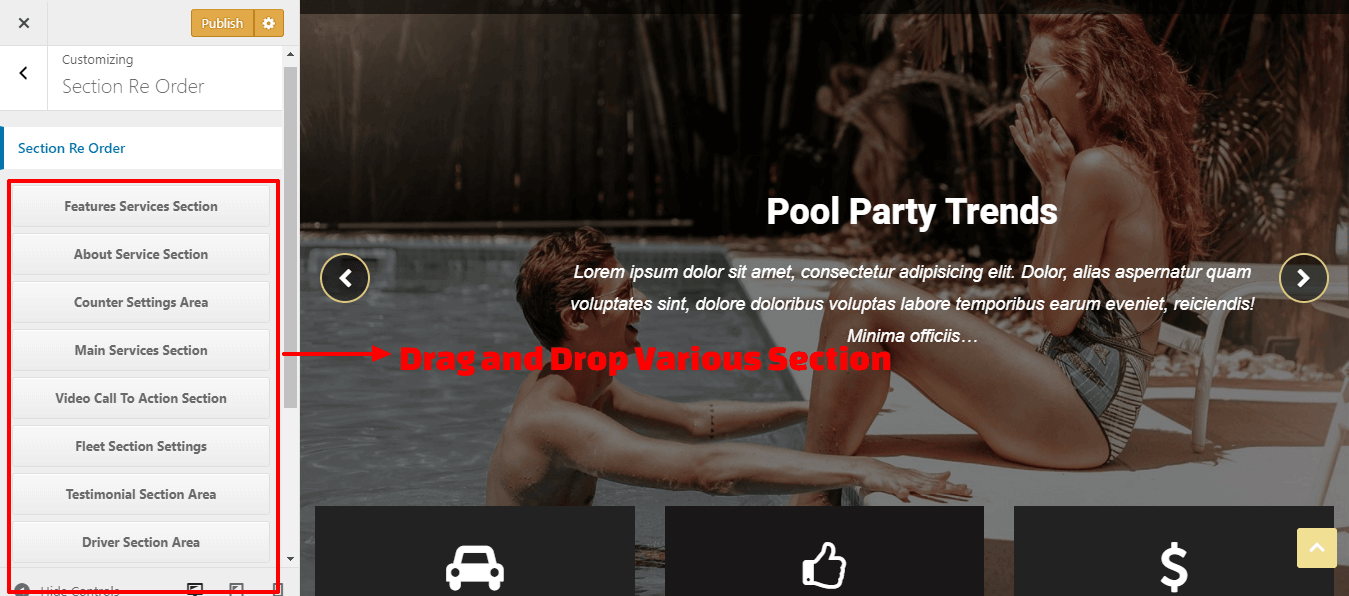 Publish
Customizing
Section Re Order
Section Re Order
Features Services Section
About Service Section
Counter Settings Area
Main Services Section
Video Call To Action Section
Fleet Section Settings
Testimonial Section Area
Driver Section Area
Hide Controls
Pool Party Trends
Lorem ipsum dolor sit amet, consectetur adipisicing elit. Dolor, alias aspernatur quam
voluptates sint, dolore doloribus voluptas labore temporibus earum eveniet, reiciendis!
Minima officiis…
Drag and Drop Various Section